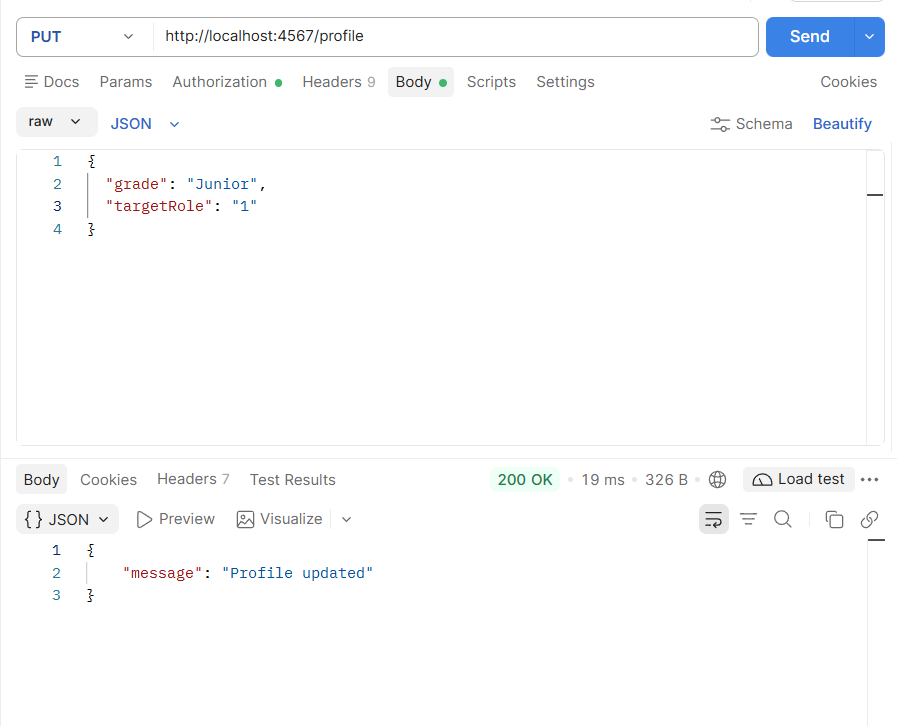 PUT http://localhost:4567/profile Send
Docs Params Authorization Headers 9 Body Scripts Settings Cookies
raw JSON Schema Beautify
1 {
2 "grade": "Junior",
3 "targetRole": "1"
4 }
Body Cookies Headers 7 Test Results 200 OK • 19 ms • 326 B • Load test
{} JSON Preview Visualize
1 {
2 "message": "Profile updated"
3 }